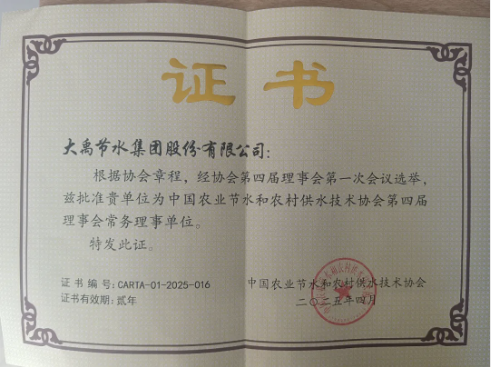 证书
大禹节水集团股份有限公司：
根据协会章程，经协会第四届理事会第一次会议选举，
兹批准贵单位为中国农业节水和农村供水技术协会第四届
理事会常务理事单位。
特发此证。
证书编号：CARTA-01-2025-016
中国农业节水和农村供水技术协会
证书有效期：贰年
二〇二五年四月